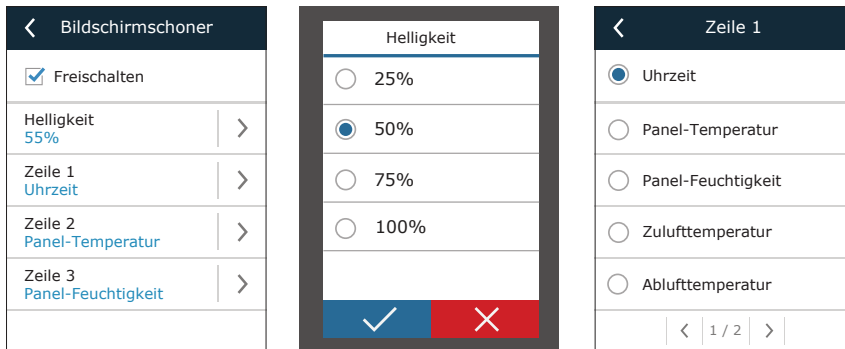 Bildschirmschoner
Freischalten
Helligkeit
55%
Zeile 1
Uhrzeit
Zeile 2
Panel-Temperatur
Zeile 3
Panel-Feuchtigkeit
Helligkeit
25%
50%
75%
100%
Zeile 1
Uhrzeit
Panel-Temperatur
Panel-Feuchtigkeit
Zulufttemperatur
Ablufttemperatur
1 / 2